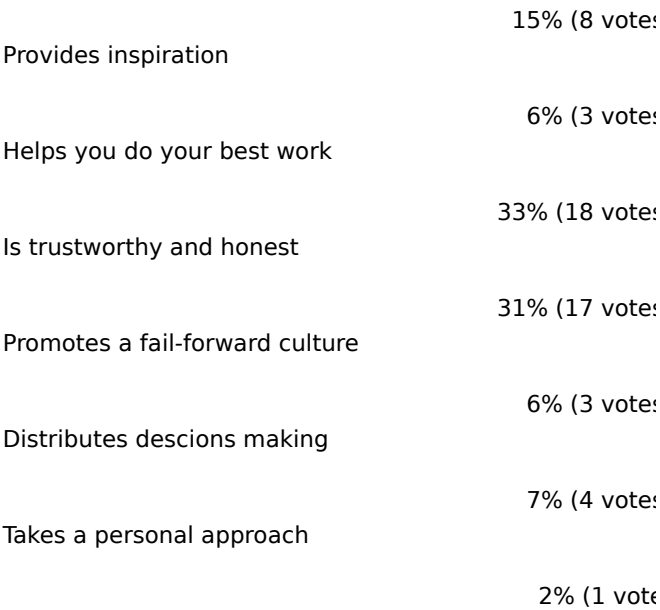 15% (8 votes
Provides inspiration
6% (3 votes
Helps you do your best work
33% (18 votes
Is trustworthy and honest
31% (17 votes
Promotes a fail-forward culture
6% (3 votes
Distributes descions making
7% (4 votes
Takes a personal approach
2% (1 vote